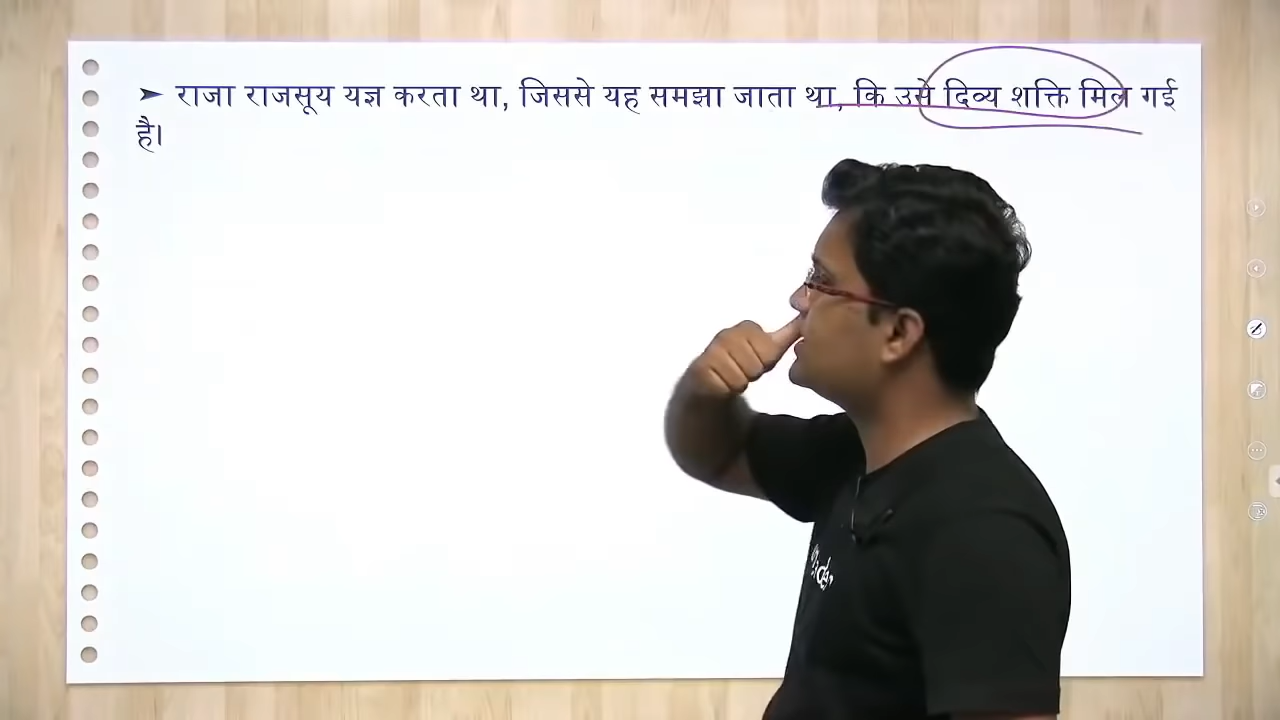 ➤ राजा राजसूय यज्ञ करता था, जिससे यह समझा जाता था, कि उसे दिव्य शक्ति मिल गई
है।